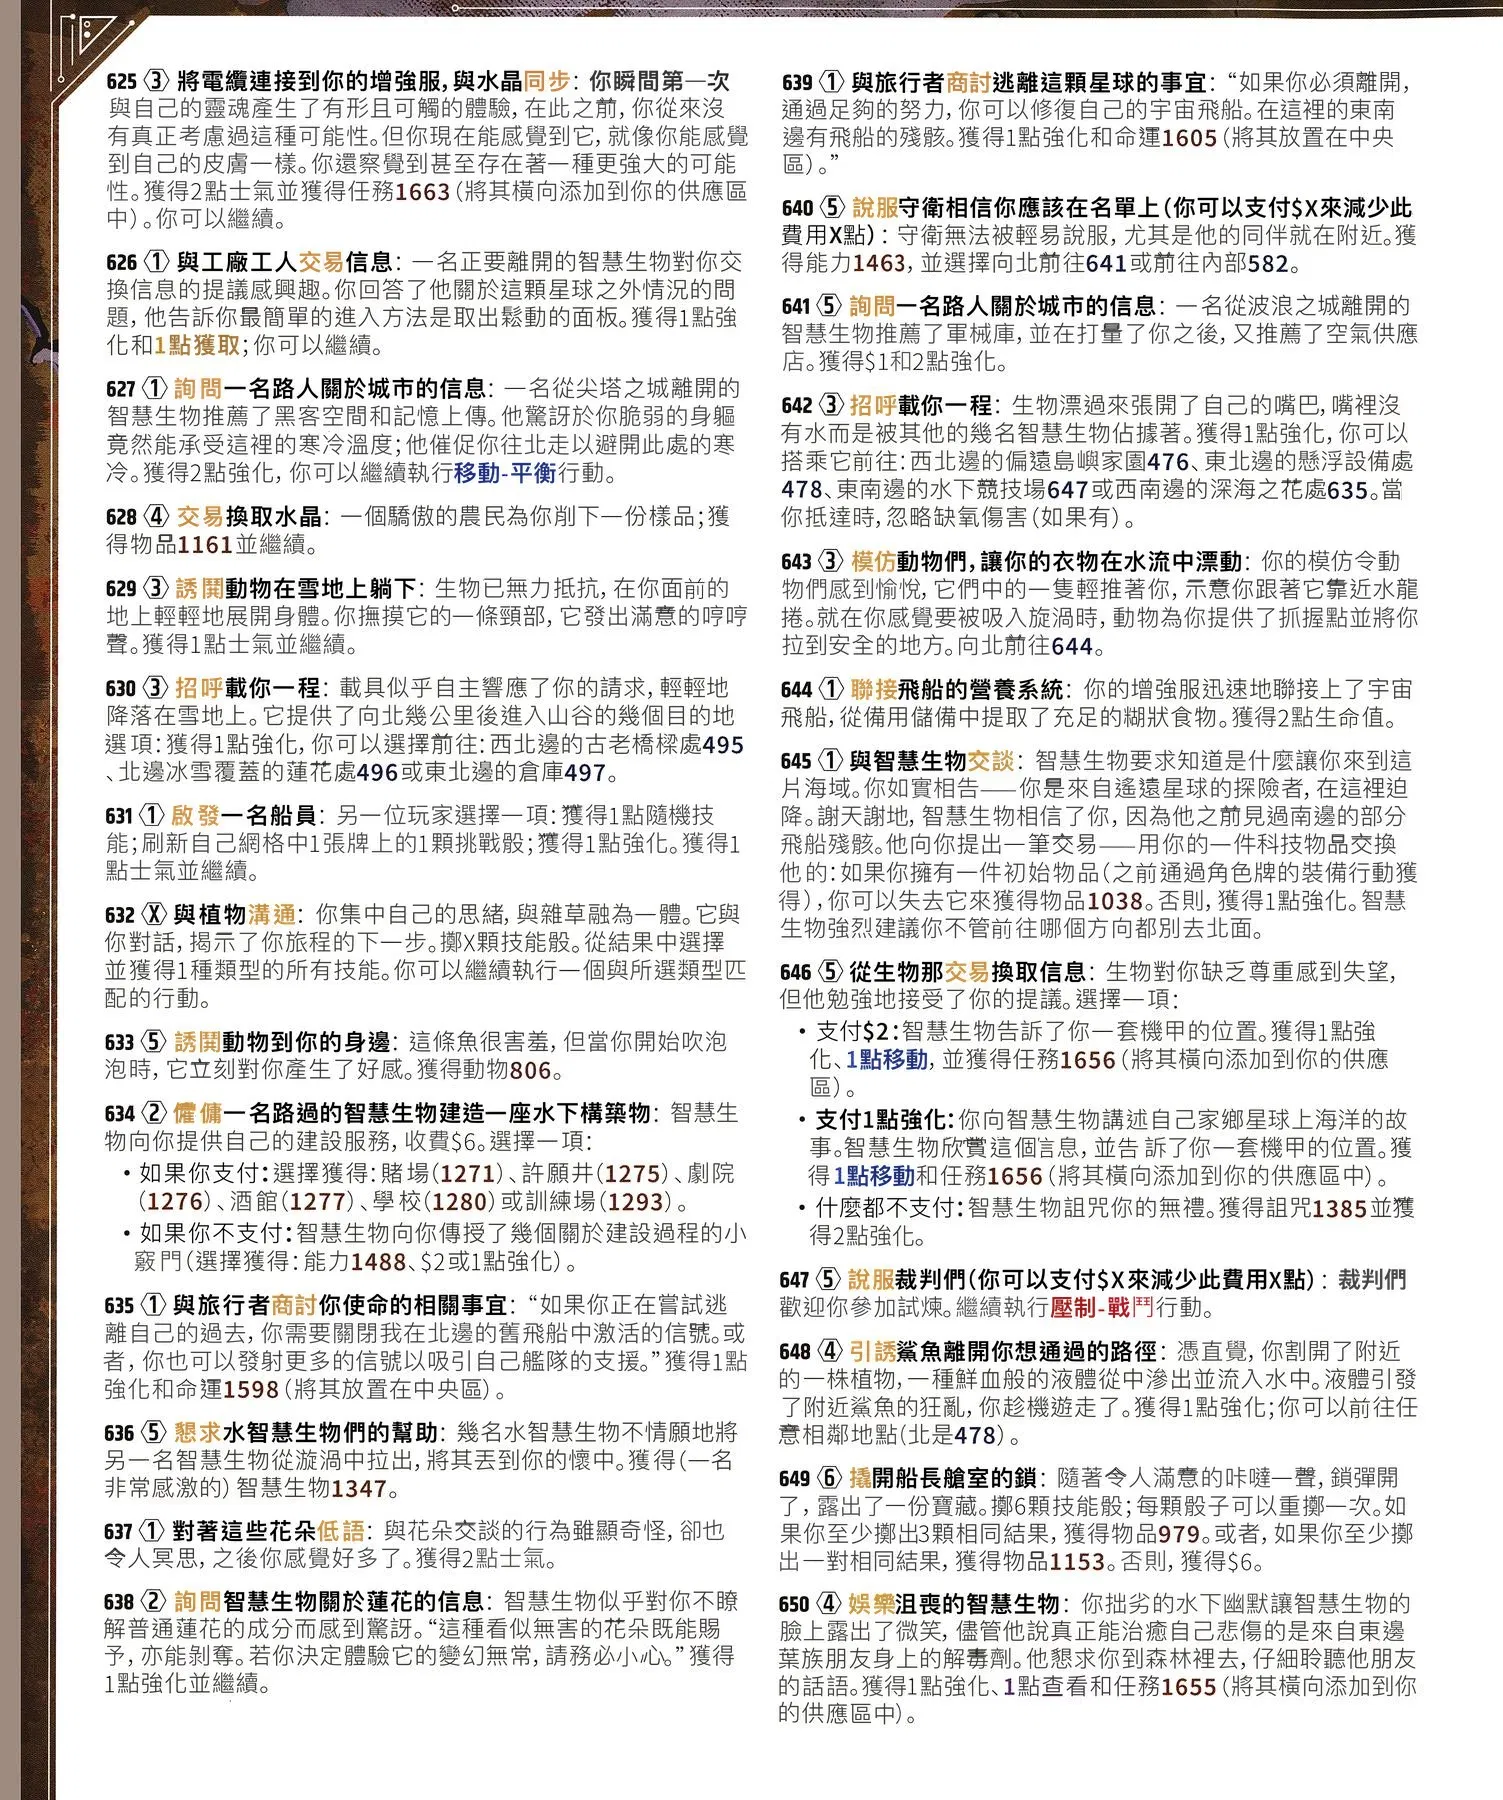 625 ③ 將電纜連接到你的增強服，與水晶同步：你瞬間第一次
與自己的靈魂產生了有形且可觸的體驗，在此之前，你從來沒
有真正考慮過這種可能性。但你現在能感覺到它，就像你能感覺
到自己的皮膚一樣。你還察覺到甚至存在著一種更強大的可能
性。獲得2點士氣並獲得任務1663（將其橫向添加到你的供應區
中）。你可以繼續。
626 ① 與工廠工人交易信息：一名正要離開的智慧生物對你交
換信息的提議感興趣。你回答了他關於這顆星球之外情況的問
題，他告訴你最簡單的進入方法是取出鬆動的面板。獲得1點強
化和1點獲取；你可以繼續。
627 ① 詢問一名路人關於城市的信息：一名從尖塔之城離開的
智慧生物推薦了黑客空間和記憶上傳。他驚訝於你脆弱的身軀
竟然能承受這裡的寒冷溫度；他催促你往北走以避開此處的寒
冷。獲得2點強化，你可以繼續執行移動-平衡行動。
628 ④ 交易換取水晶：一個驕傲的農民為你削下一份樣品；獲
得物品1161並繼續。
629 ③ 誘鬩動物在雪地上躺下：生物已無力抵抗，在你面前的
地上輕輕地展開身體。你撫摸它的一條頸部，它發出滿意的哼哼
聲。獲得1點士氣並繼續。
630 ③ 招呼載你一程：載具似乎自主響應了你的請求，輕輕地
降落在雪地上。它提供了向北幾公里後進入山谷的幾個目的地
選項：獲得1點強化，你可以選擇前往：西北邊的古老橋樑處495
、北邊冰雪覆蓋的蓮花處496或東北邊的倉庫497。
631 ① 啟發一名船員：另一位玩家選擇一項：獲得1點隨機技
能；刷新自己網格中1張牌上的1顆挑戰骰；獲得1點強化。獲得1
點士氣並繼續。
632 Ⓧ 與植物溝通：你集中自己的思緒，與雜草融為一體。它與
你對話，揭示了你旅程的下一步。擲X顆技能骰。從結果中選擇
並獲得1種類型的所有技能。你可以繼續執行一個與所選類型匹
配的行動。
633 ⑤ 誘鬩動物到你的身邊：這條魚很害羞，但當你開始吹泡
泡時，它立刻對你產生了好感。獲得動物806。
634 ② 僱傭一名路過的智慧生物建造一座水下構築物：智慧生
物向你提供自己的建設服務，收費$6。選擇一項：
• 如果你支付：選擇獲得：賭場（1271）、許願井（1275）、劇院
（1276）、酒館（1277）、學校（1280）或訓練場（1293）。
• 如果你不支付：智慧生物向你傳授了幾個關於建設過程的小
竅門（選擇獲得：能力1488、$2或1點強化）。
635 ① 與旅行者商討你使命的相關事宜：“如果你正在嘗試逃
離自己的過去，你需要關閉我在北邊的舊飛船中激活的信號。或
者，你也可以發射更多的信號以吸引自己艦隊的支援。”獲得1點
強化和命運1598（將其放置在中央區）。
636 ⑤ 懇求水智慧生物們的幫助：幾名水智慧生物不情願地將
另一名智慧生物從漩渦中拉出，將其丟到你的懷中。獲得（一名
非常感激的）智慧生物1347。
637 ① 對著這些花朵低語：與花朵交談的行為雖顯奇怪，卻也
令人冥思，之後你感覺好多了。獲得2點士氣。
638 ② 詢問智慧生物關於蓮花的信息：智慧生物似乎對你不瞭
解普通蓮花的成分而感到驚訝。“這種看似無害的花朵既能賜
予，亦能剝奪。若你決定體驗它的變幻無常，請務必小心。”獲得
1點強化並繼續。
639 ① 與旅行者商討逃離這顆星球的事宜：“如果你必須離開，
通過足夠的努力，你可以修復自己的宇宙飛船。在這裡的東南
邊有飛船的殘骸。獲得1點強化和命運1605（將其放置在中央
區）。”
640 ⑤ 說服守衛相信你應該在名單上（你可以支付$X來減少此
費用X點）：守衛無法被輕易說服，尤其是他的同伴就在附近。獲
得能力1463，並選擇向北前往641或前往內部582。
641 ⑤ 詢問一名路人關於城市的信息：一名從波浪之城離開的
智慧生物推薦了軍械庫，並在打量了你之後，又推薦了空氣供應
店。獲得$1和2點強化。
642 ③ 招呼載你一程：生物漂過來張開了自己的嘴巴，嘴裡沒
有水而是被其他的幾名智慧生物佔據著。獲得1點強化，你可以
搭乘它前往：西北邊的偏遠島嶼家園476、東北邊的懸浮設備處
478、東南邊的水下競技場647或西南邊的深海之花處635。當
你抵達時，忽略缺氧傷害（如果有）。
643 ③ 模仿動物們，讓你的衣物在水流中漂動：你的模仿令動
物們感到愉悅，它們中的一隻輕推著你，示意你跟著它靠近水龍
捲。就在你感覺要被吸入旋渦時，動物為你提供了抓握點並將你
拉到安全的地方。向北前往644。
644 ① 聯接飛船的營養系統：你的增強服迅速地聯接上了宇宙
飛船，從備用儲備中提取了充足的糊狀食物。獲得2點生命值。
645 ① 與智慧生物交談：智慧生物要求知道是什麼讓你來到這
片海域。你如實相告——你是來自遙遠星球的探險者，在這裡迫
降。謝天謝地，智慧生物相信了你，因為他之前見過南邊的部分
飛船殘骸。他向你提出一筆交易——用你的一件科技物品交換
他的：如果你擁有一件初始物品（之前通過角色牌的裝備行動獲
得），你可以失去它來獲得物品1038。否則，獲得1點強化。智慧
生物強烈建議你不管前往哪個方向都別去北面。
646 ⑤ 從生物那交易換取信息：生物對你缺乏尊重感到失望，
但他勉強地接受了你的提議。選擇一項：
• 支付$2：智慧生物告訴了你一套機甲的位置。獲得1點強
化、1點移動，並獲得任務1656（將其橫向添加到你的供應
區）。
• 支付1點強化：你向智慧生物講述自己家鄉星球上海洋的故
事。智慧生物欣賞這個信息，並告訴了你一套機甲的位置。獲
得1點移動和任務1656（將其橫向添加到你的供應區中）。
• 什麼都不支付：智慧生物詛咒你的無禮。獲得詛咒1385並獲
得2點強化。
647 ⑤ 說服裁判們（你可以支付$X來減少此費用X點）：裁判們
歡迎你參加試煉。繼續執行壓制-戰鬥行動。
648 ④ 引誘鯊魚離開你想通過的路徑：憑直覺，你割開了附近
的一株植物，一種鮮血般的液體從中滲出並流入水中。液體引發
了附近鯊魚的狂亂，你趁機遊走了。獲得1點強化；你可以前往任
意相鄰地點（北是478）。
649 ⑥ 撬開船長艙室的鎖：隨著令人滿意的咔噠一聲，鎖彈開
了，露出了一份寶藏。擲6顆技能骰；每顆骰子可以重擲一次。如
果你至少擲出3顆相同結果，獲得物品979。或者，如果你至少擲
出一對相同結果，獲得物品1153。否則，獲得$6。
650 ④ 娛樂沮喪的智慧生物：你拙劣的水下幽默讓智慧生物的
臉上露出了微笑，儘管他說真正能治癒自己悲傷的是來自東邊
葉族朋友身上的解毒劑。他懇求你到森林裡去，仔細聆聽他朋友
的話語。獲得1點強化、1點查看和任務1655（將其橫向添加到你
的供應區中）。